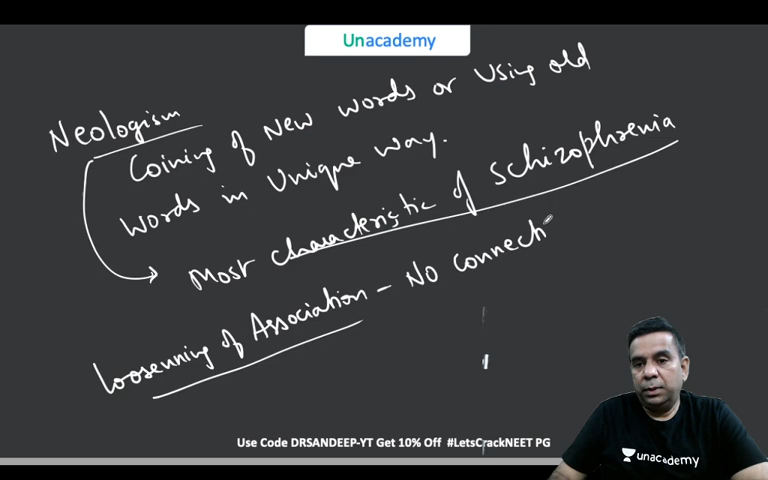 Unacademy
Neologism
Coining of New words or Using old
words in Unique way.
Most characteristic of Schizophrenia
Loosenning of Association - No connecti
unacademy
Use Code DRSANDEEP-YT Get 10% Off #LetsCrackNEET PG